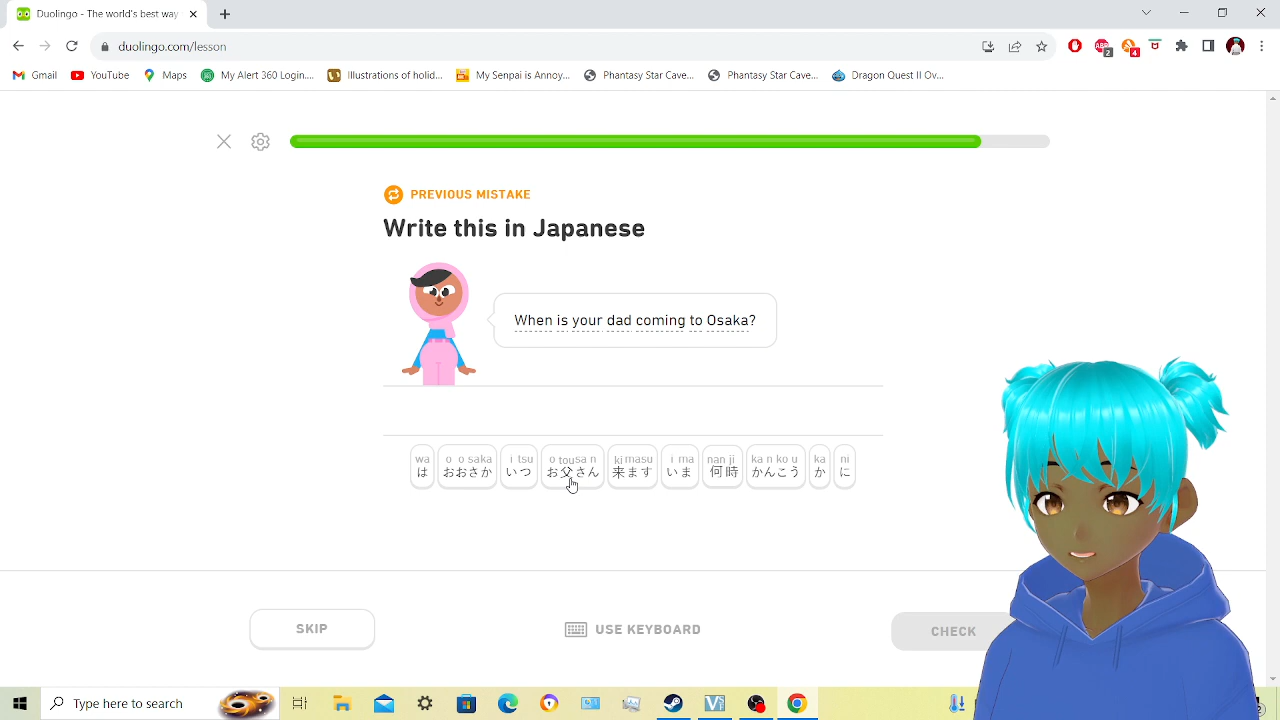 Duolingo - The world's best way
duolingo.com/lesson
2
4
Gmail YouTube Maps My Alert 360 Login... Illustrations of holid... My Senpai is Annoy... Phantasy Star Cave... Phantasy Star Cave... Dragon Quest II Ov...
PREVIOUS MISTAKE
Write this in Japanese
When is your dad coming to Osaka?
wa o o saka i tsu o tousa n ki masu i ma nan ji ka n ko u ka ni
は おおさか いつ お父さん 来ます いま 何時 かんこう か に
SKIP
USE KEYBOARD
CHECK
Type here to search